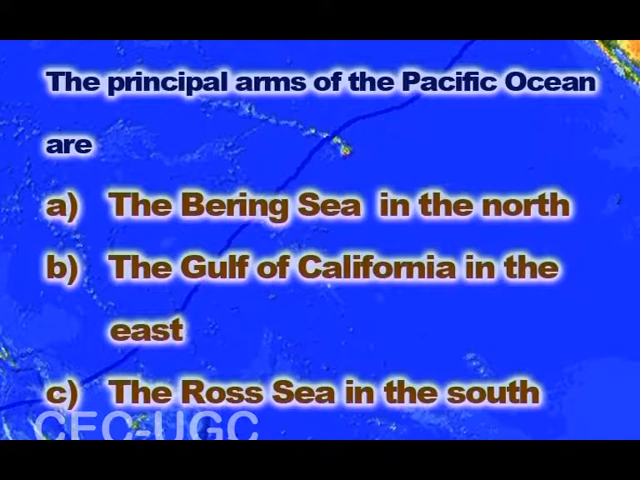 The principal arms of the Pacific Ocean
are
a) The Bering Sea in the north
b) The Gulf of California in the
east
c) The Ross Sea in the south
CEC-UGC